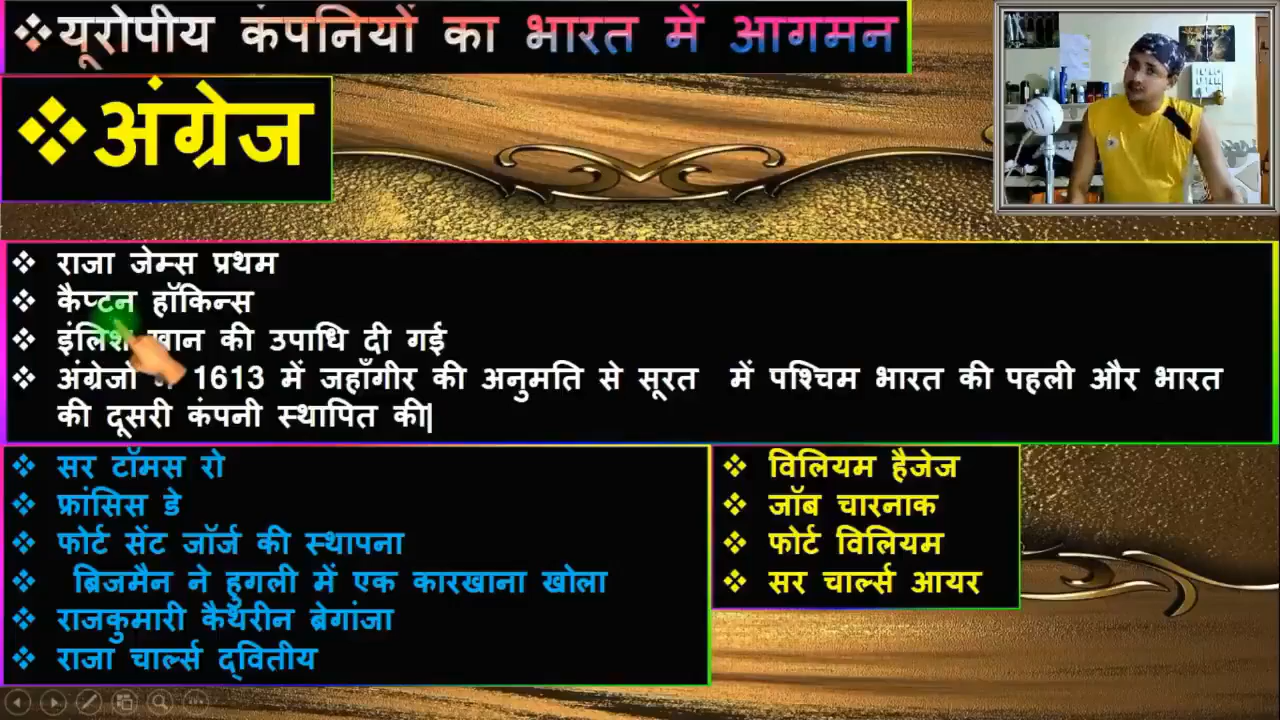 ❖यूरोपीय कंपनियों का भारत में आगमन
❖अंग्रेज
❖ राजा जेम्स प्रथम
❖ कैप्टन हॉकिन्स
❖ इंलिश खान की उपाधि दी गई
❖ अंग्रेजों 1613 में जहाँगीर की अनुमति से सूरत में पश्चिम भारत की पहली और भारत
की दूसरी कंपनी स्थापित की|
❖ सर टॉमस रो
❖ फ्रांसिस डे
❖ फोर्ट सेंट जॉर्ज की स्थापना
❖ ब्रिजमैन ने हुगली में एक कारखाना खोला
❖ राजकुमारी कैथरीन ब्रेगांजा
❖ राजा चार्ल्स द्वितीय
❖ विलियम हैजेज
❖ जॉब चारनाक
❖ फोर्ट विलियम
❖ सर चार्ल्स आयर